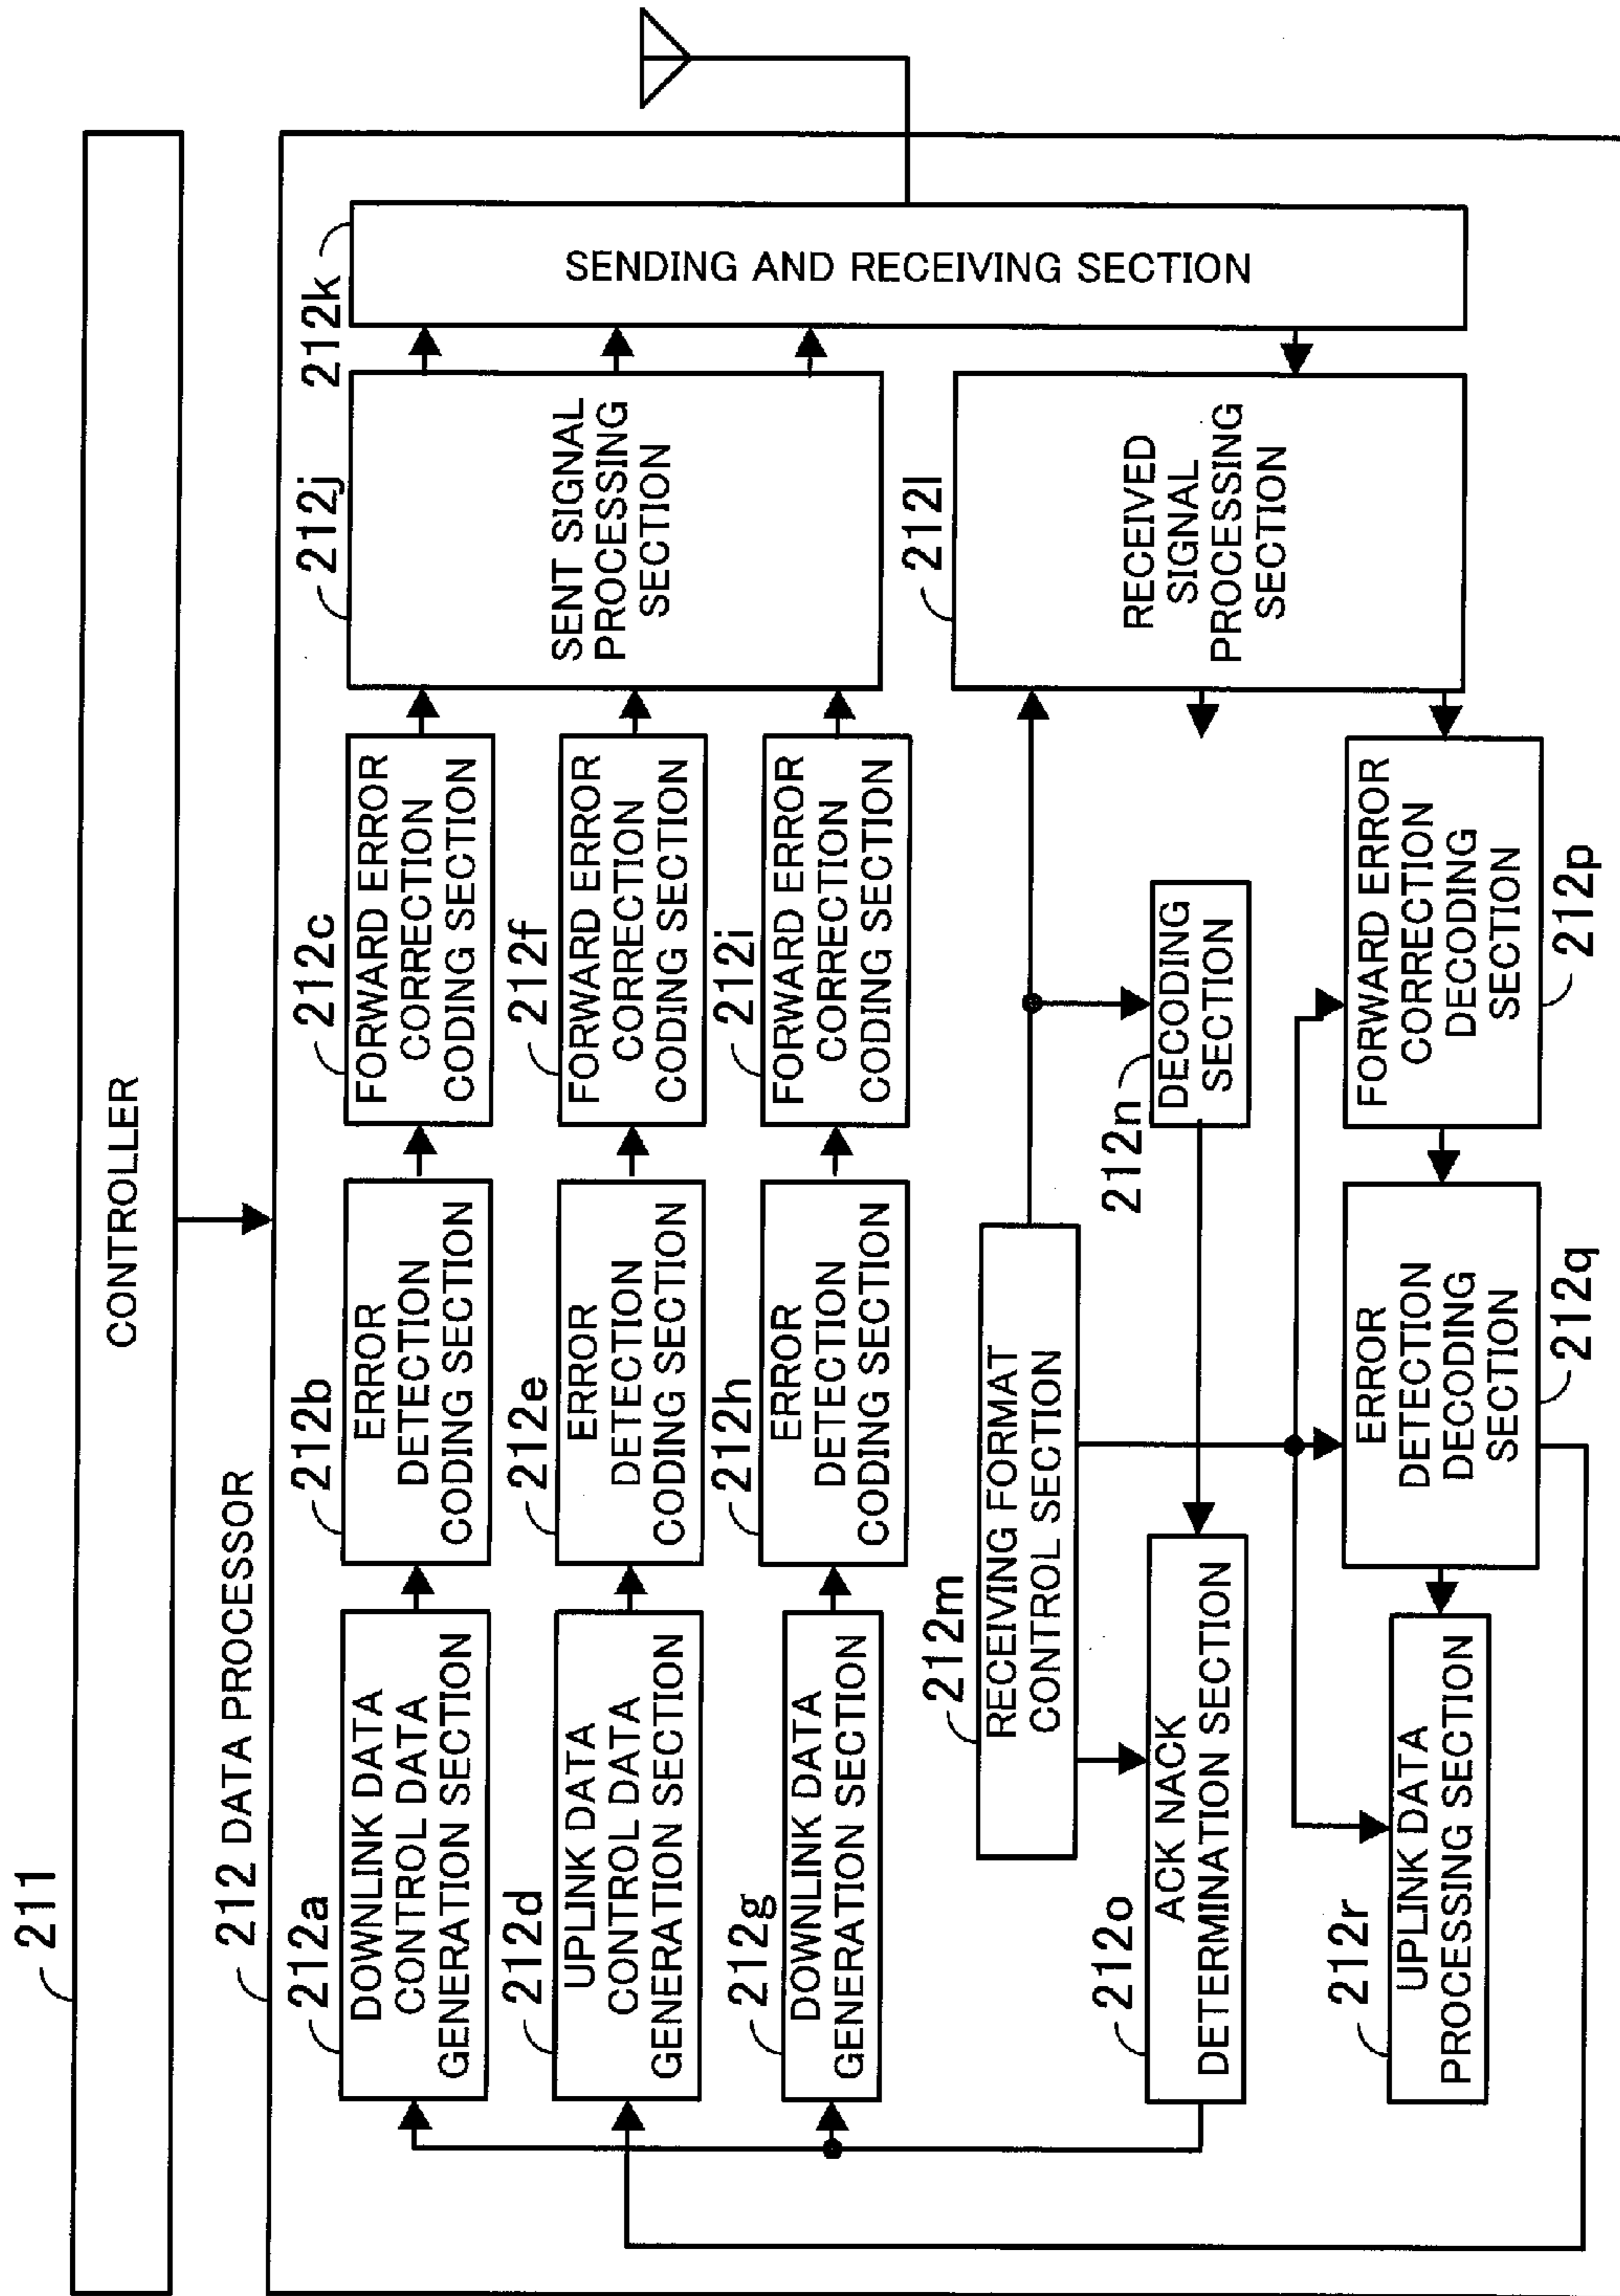 211
CONTROLLER
212 DATA PROCESSOR
212a
DOWNLINK DATA
CONTROL DATA
GENERATION SECTION
212b
ERROR
DETECTION
CODING SECTION
212c
FORWARD ERROR
CORRECTION
CODING SECTION
212d
UPLINK DATA
CONTROL DATA
GENERATION SECTION
212e
ERROR
DETECTION
CODING SECTION
212f
FORWARD ERROR
CORRECTION
CODING SECTION
212g
DOWNLINK DATA
GENERATION SECTION
212h
ERROR
DETECTION
CODING SECTION
212i
FORWARD ERROR
CORRECTION
CODING SECTION
212j
SENT SIGNAL
PROCESSING
SECTION
212k
SENDING AND RECEIVING SECTION
212l
RECEIVED
SIGNAL
PROCESSING
SECTION
212m
RECEIVING FORMAT
CONTROL SECTION
212n
DECODING
SECTION
212o
ACK NACK
DETERMINATION SECTION
FORWARD ERROR
CORRECTION
DECODING
SECTION
212p
ERROR
DETECTION
DECODING
SECTION
212q
212r
UPLINK DATA
PROCESSING SECTION